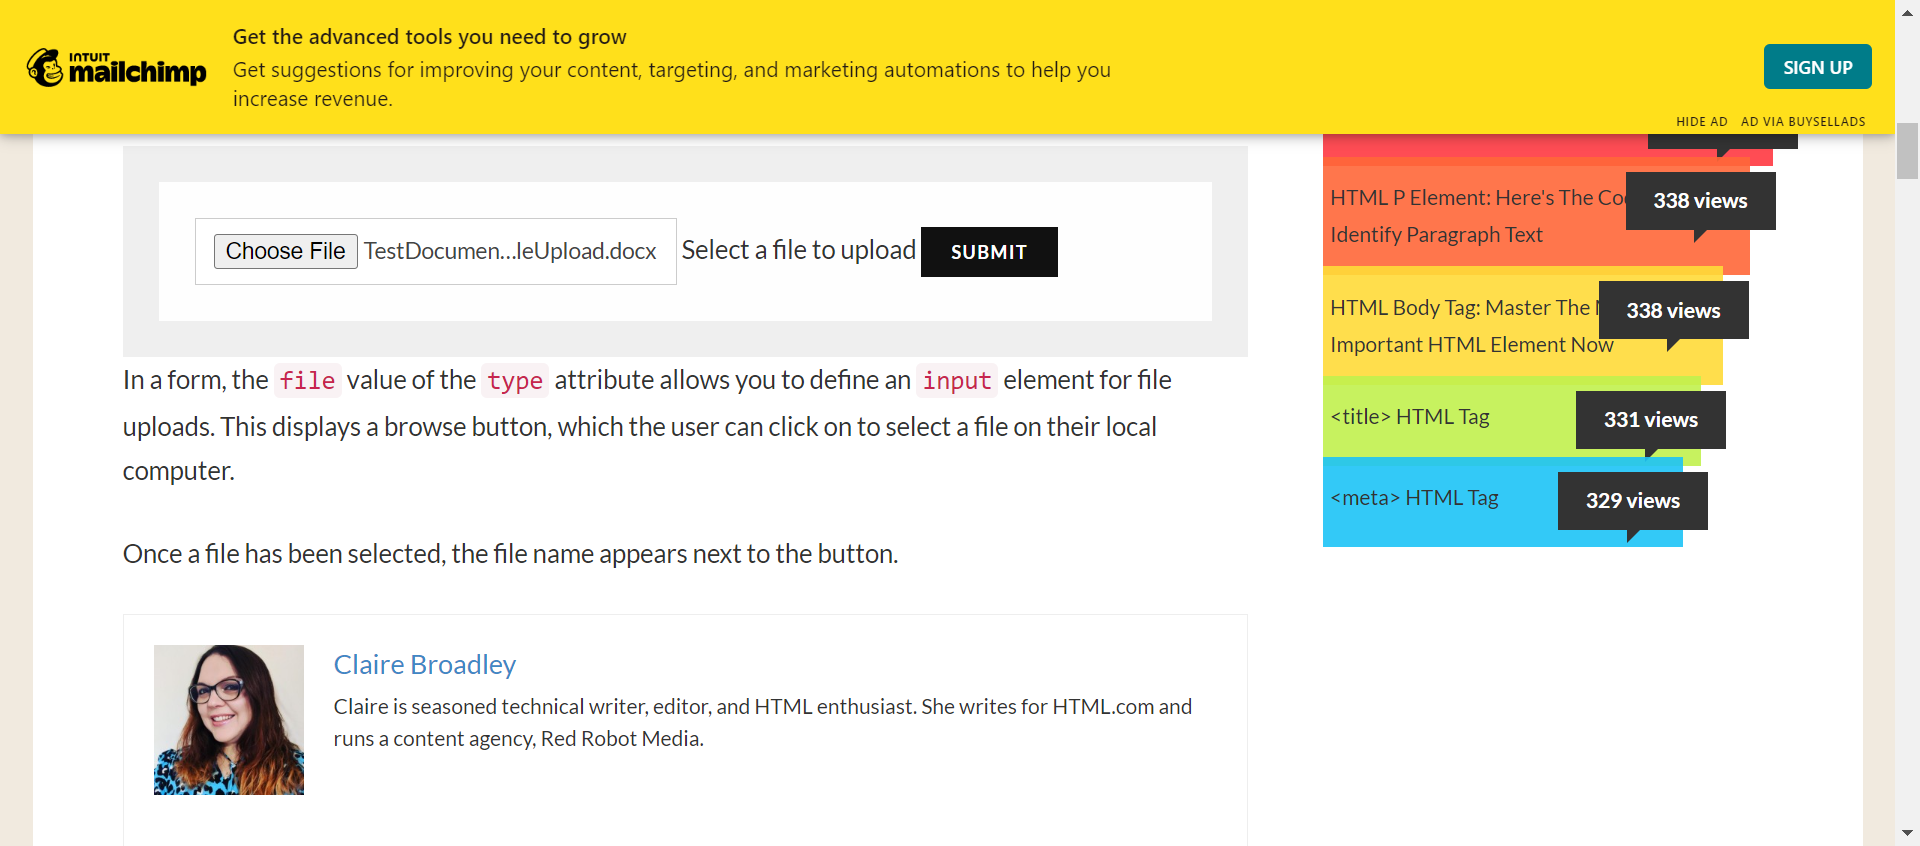 INTUIT
mailchimp
Get the advanced tools you need to grow
Get suggestions for improving your content, targeting, and marketing automations to help you
increase revenue.
SIGN UP
HIDE AD AD VIA BUYSELLADS
Choose File TestDocumen...leUpload.docx Select a file to upload SUBMIT
In a form, the file value of the type attribute allows you to define an input element for file
uploads. This displays a browse button, which the user can click on to select a file on their local
computer.
Once a file has been selected, the file name appears next to the button.
Claire Broadley
Claire is seasoned technical writer, editor, and HTML enthusiast. She writes for HTML.com and
runs a content agency, Red Robot Media.
HTML P Element: Here's The
338 views
Identify Paragraph Text
HTML Body Tag: Master The
338 views
Important HTML Element Now
<title> HTML Tag
331 views
<meta> HTML Tag
329 views